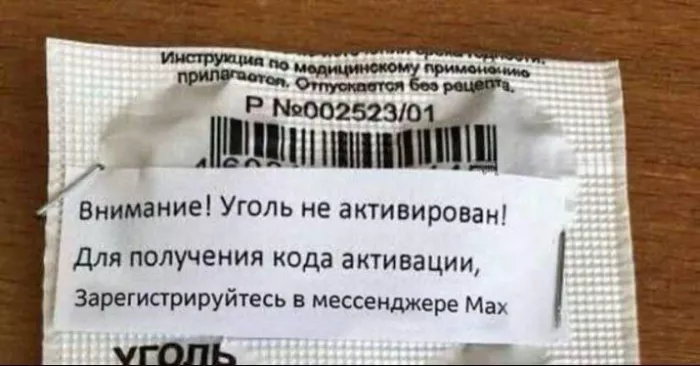 Инструкция по медицинскому применению
прилагается. Отпускается без рецепта.
Р №002523/01
Внимание! Уголь не активирован!
Для получения кода активации,
Зарегистрируйтесь в мессенджере Max
УГОЛЬ